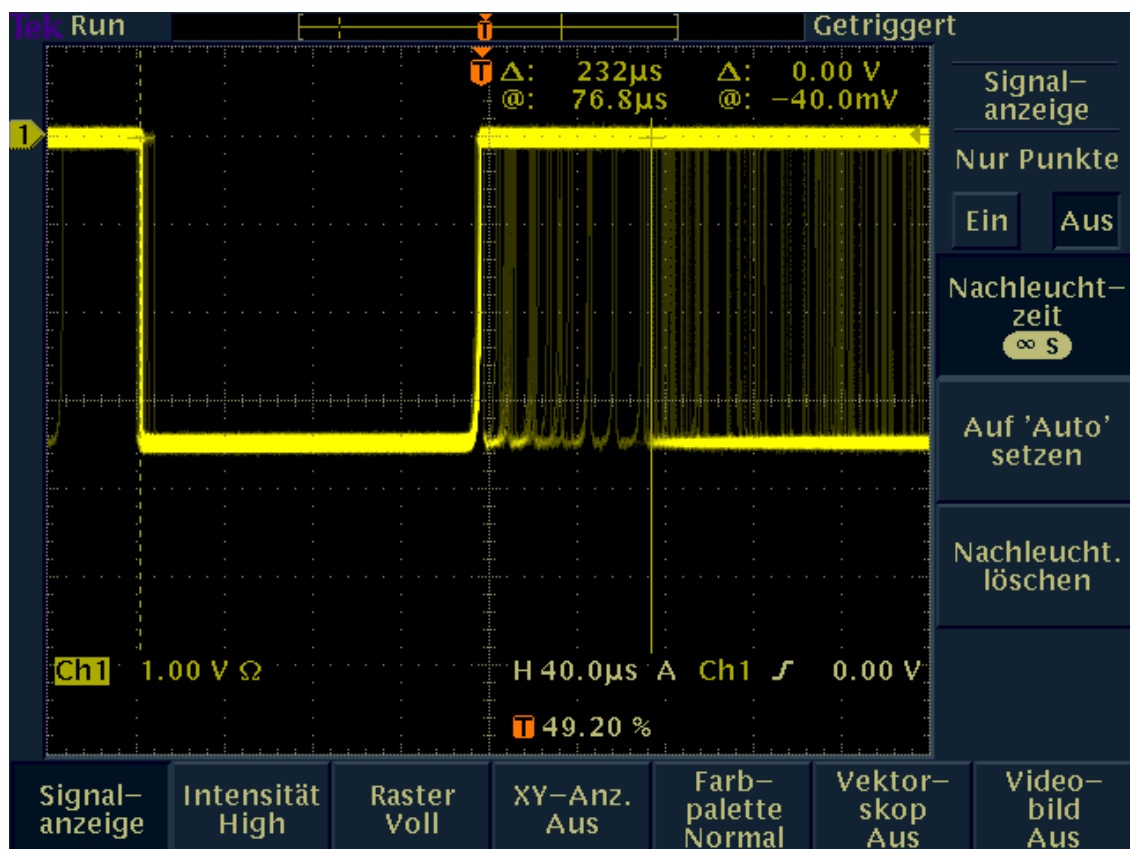 Tek Run
Getriggert
T
T
Δ: 232µs Δ: 0.00 V
@: 76.8µs @: −40.0mV
1
Ch1 1.00 V Ω
H 40.0µs A Ch1 0.00 V
T 49.20 %
Signal–
anzeige
Nur Punkte
Ein Aus
Nachleucht–
zeit
∞ S
Auf 'Auto'
setzen
Nachleucht.
löschen
Signal–
anzeige
Intensität
High
Raster
Voll
XY–Anz.
Aus
Farb–
palette
Normal
Vektor–
skop
Aus
Video–
bild
Aus